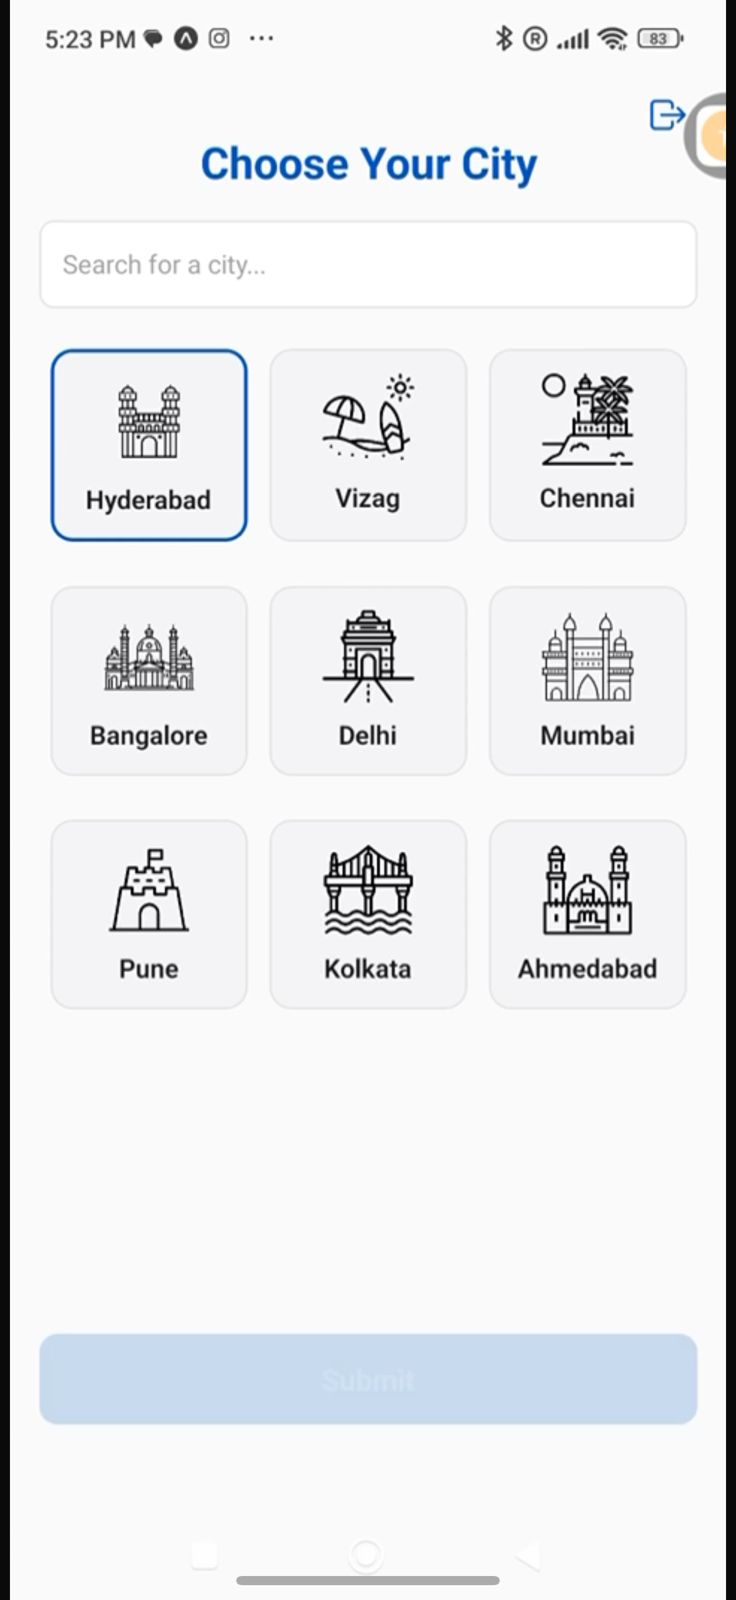 5:23 PM
83
Choose Your City
Search for a city...
Hyderabad
Vizag
Chennai
Bangalore
Delhi
Mumbai
Pune
Kolkata
Ahmedabad
Submit